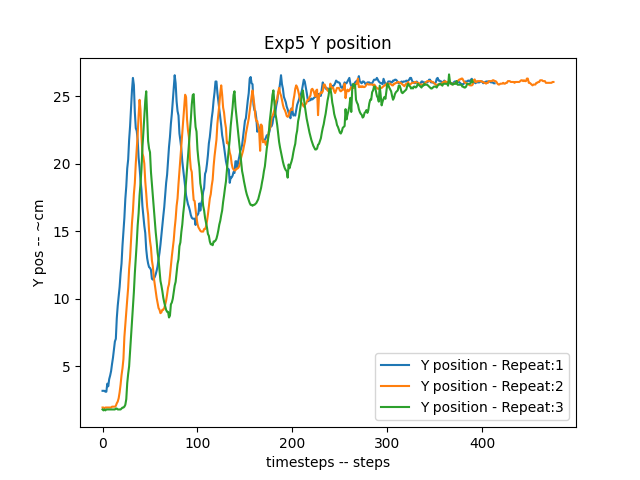 Exp5 Y position
Y pos -- ~cm
25
20
15
10
5
0
100
200
300
400
timesteps -- steps
Y position - Repeat:1
Y position - Repeat:2
Y position - Repeat:3